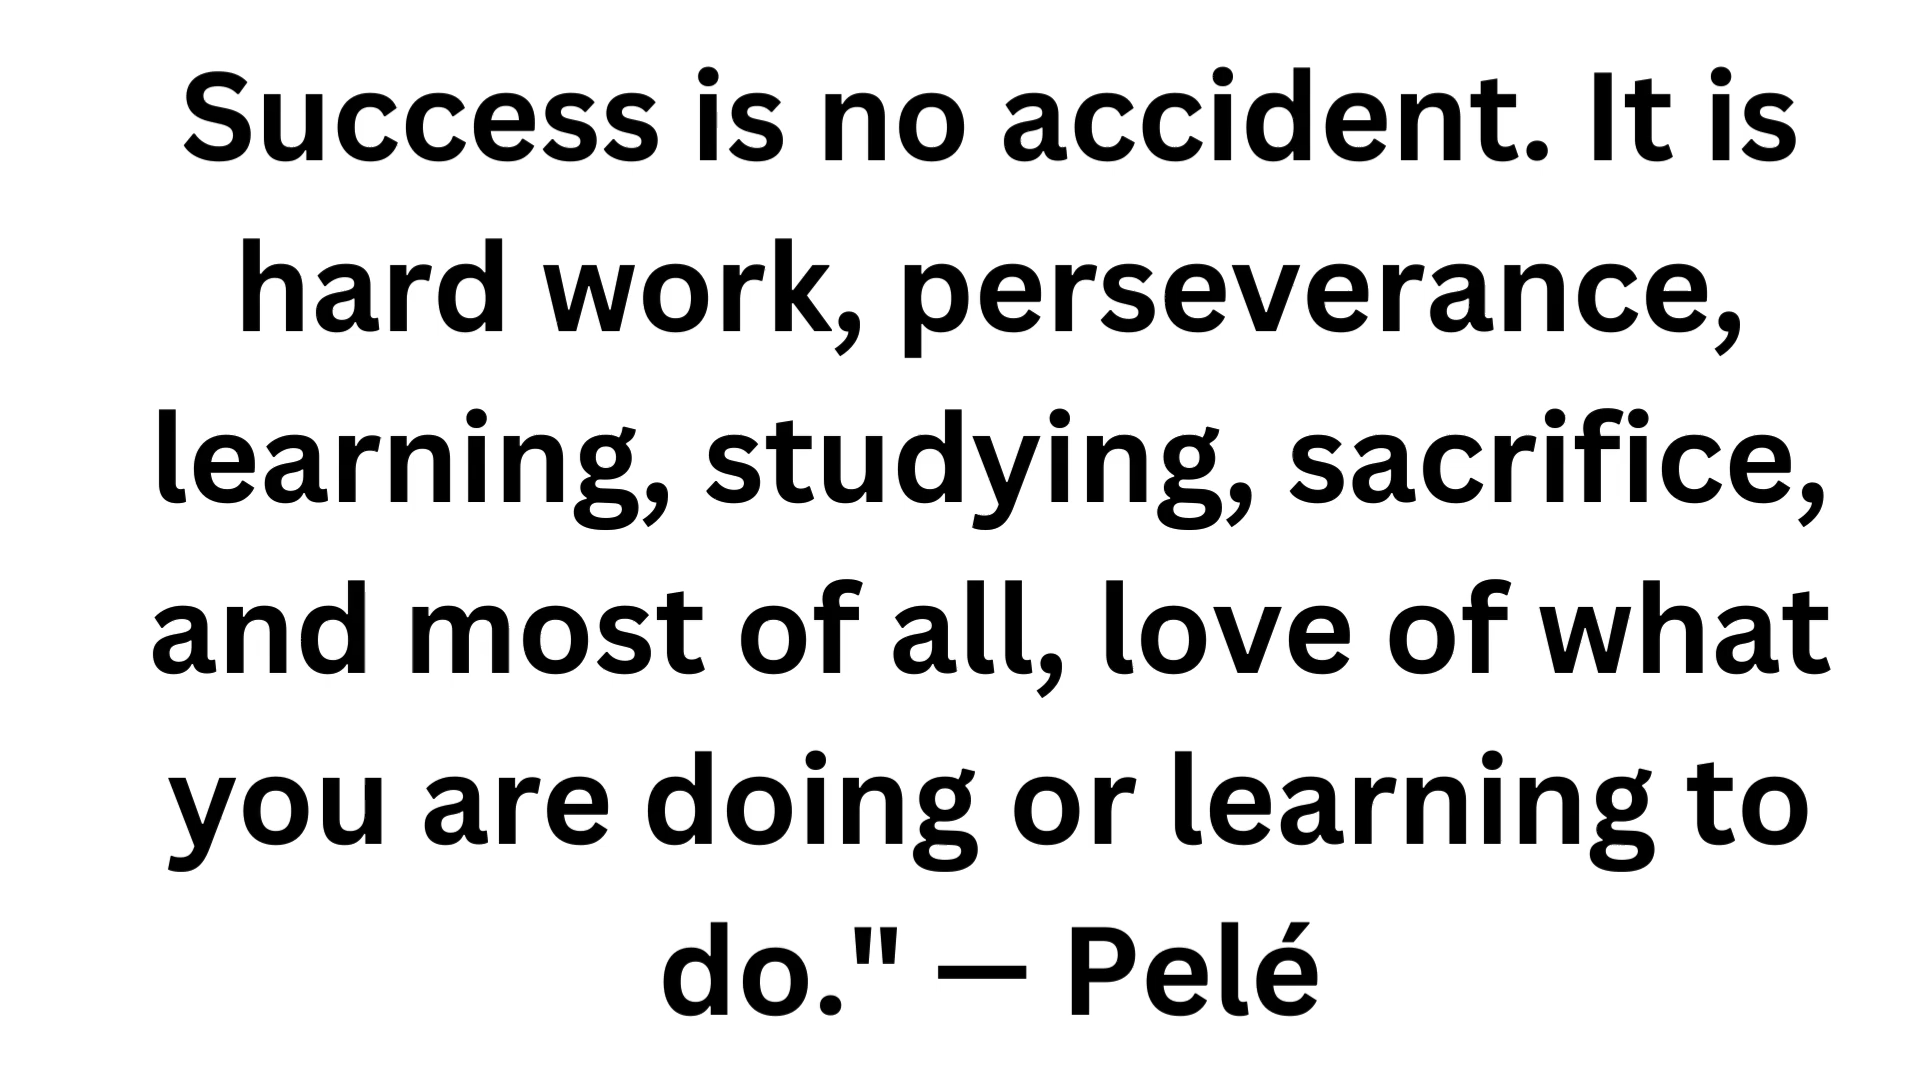 Success is no accident. It is
hard work, perseverance,
learning, studying, sacrifice,
and most of all, love of what
you are doing or learning to
do." — Pelé